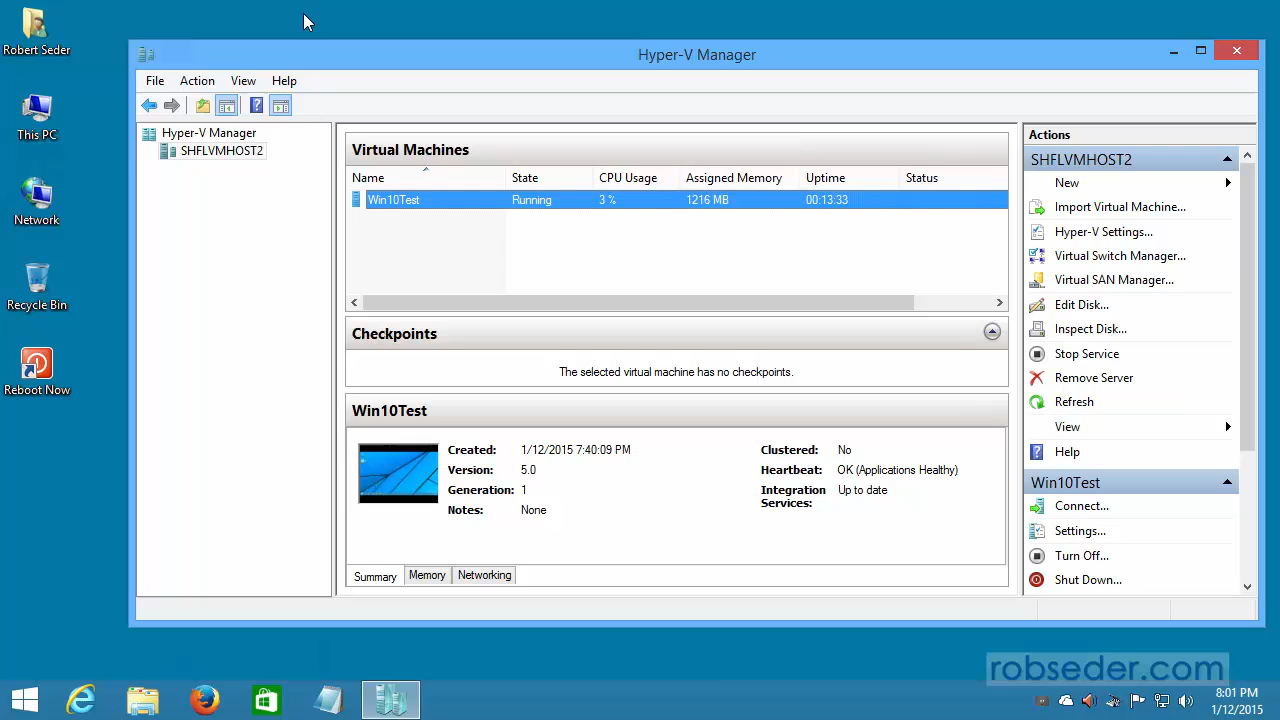 Robert Seder
This PC
Network
Recycle Bin
Reboot Now
Hyper-V Manager
File Action View Help
Hyper-V Manager
SHFLVMHOST2
Virtual Machines
Name State CPU Usage Assigned Memory Uptime Status
Win10Test Running 3 % 1216 MB 00:13:33
Checkpoints
The selected virtual machine has no checkpoints.
Win10Test
Created: 1/12/2015 7:40:09 PM Clustered: No
Version: 5.0 Heartbeat: OK (Applications Healthy)
Generation: 1 Integration Services: Up to date
Notes: None
Summary Memory Networking
Actions
SHFLVMHOST2
New
Import Virtual Machine...
Hyper-V Settings...
Virtual Switch Manager...
Virtual SAN Manager...
Edit Disk...
Inspect Disk...
Stop Service
Remove Server
Refresh
View
Help
Win10Test
Connect...
Settings...
Turn Off...
Shut Down...
robseder.com
8:01 PM
1/12/2015